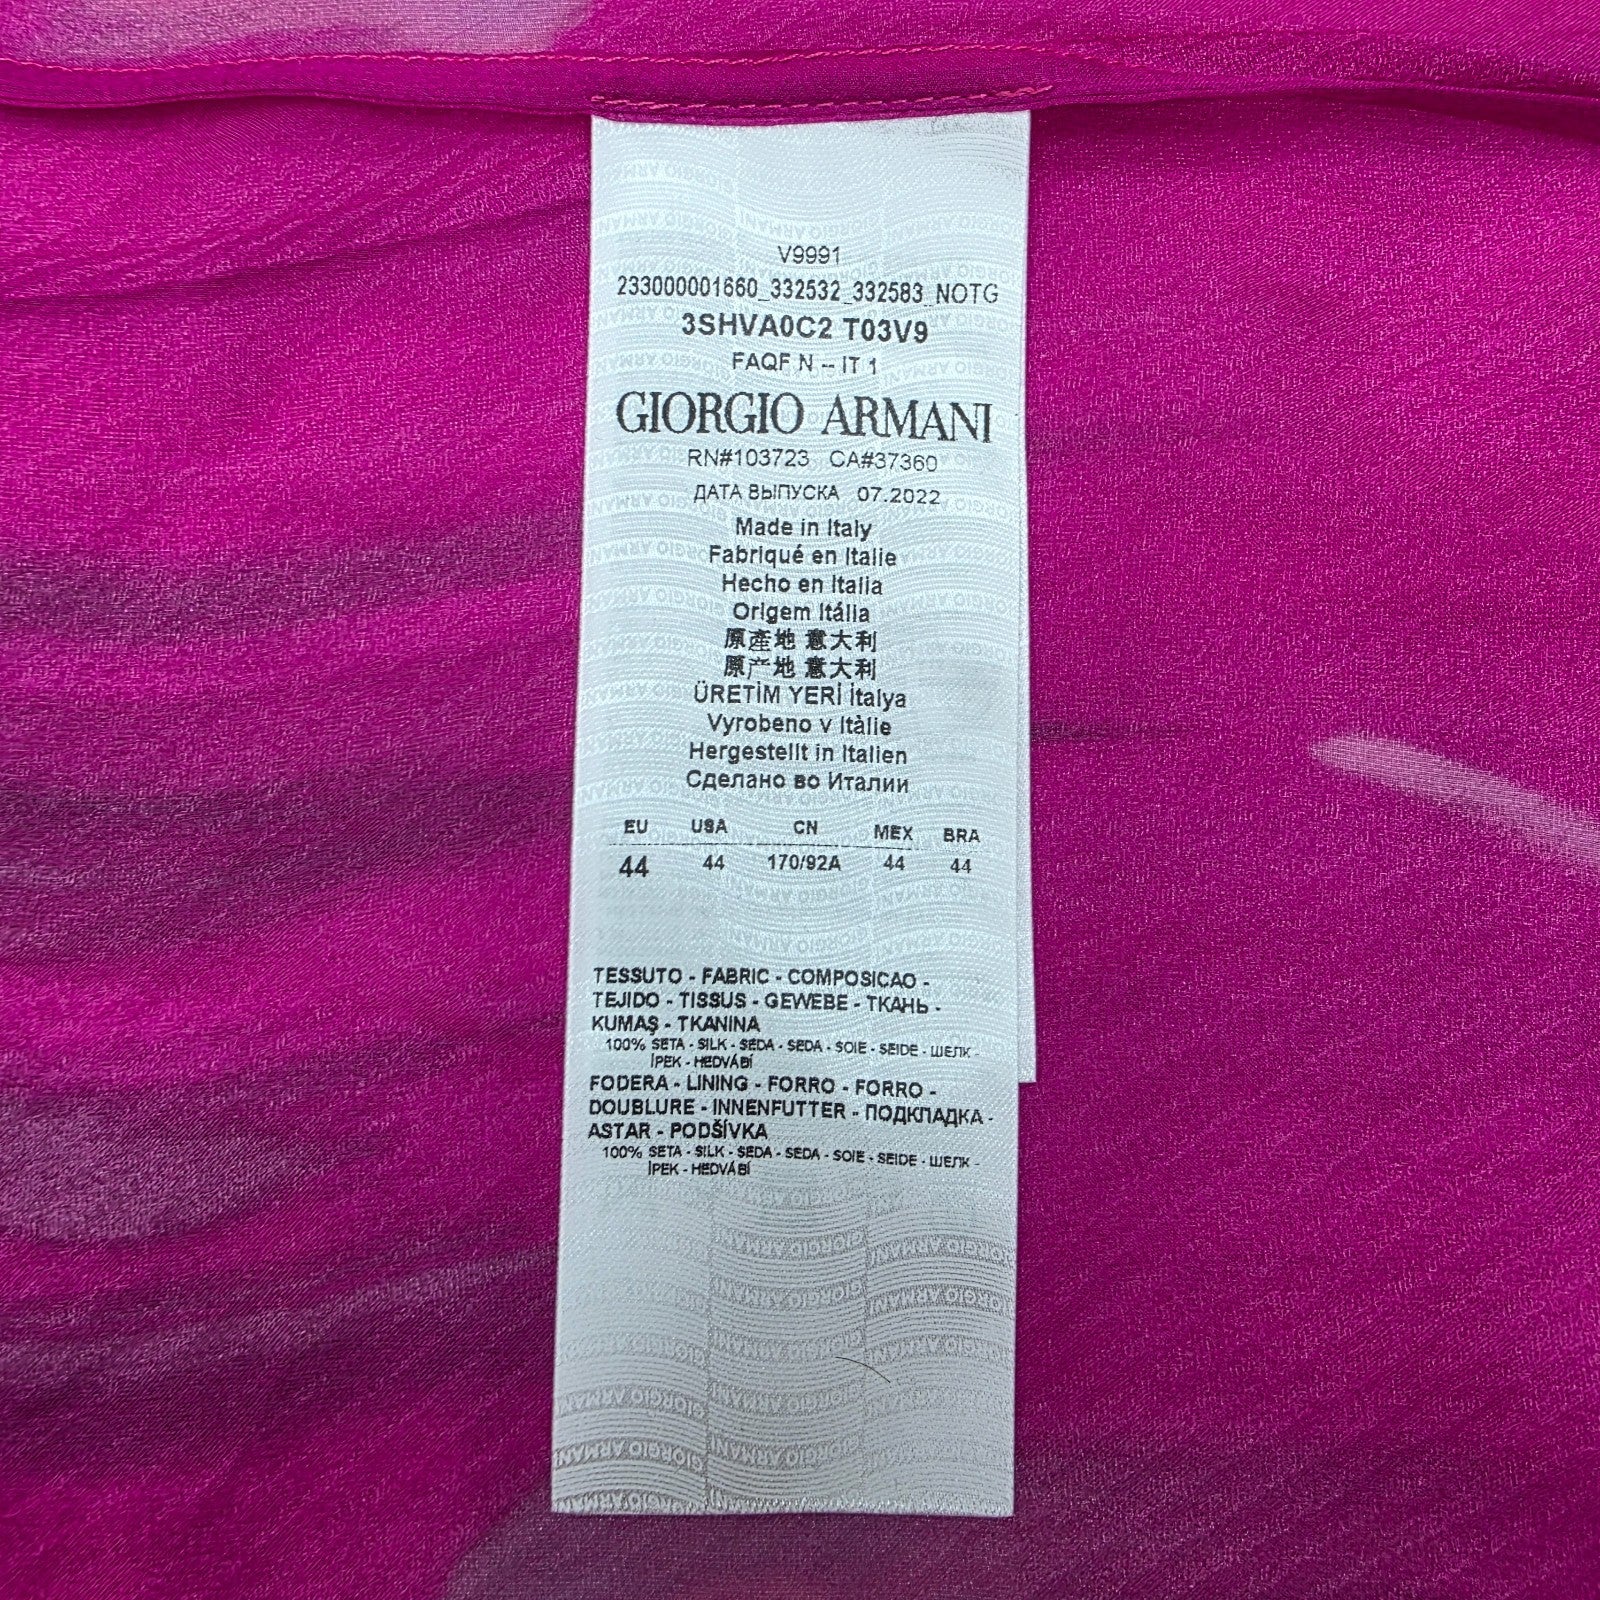 V9991
233000001660_332532_332583_NOTG
3SHVA0C2 T03V9
FAQF N -- IT 1
GIORGIO ARMANI
RN#103723 CA#37360
ДАТА ВЫПУСКА 07.2022
Made in Italy
Fabriqué en Italie
Hecho en Italia
Origem Itália
原產地 意大利
原产地 意大利
ÜRETİM YERİ İtalya
Vyrobeno v Itàlie
Hergestellt in Italien
Сделано во Италии
EU USA CN MEX BRA
44 44 170/92A 44 44
TESSUTO - FABRIC - COMPOSICAO -
TEJIDO - TISSUS - GEWEBE - ТКАНЬ -
KUMAŞ - TKANINA
100% SETA - SILK - SEDA - SEDA - SOIE - SEIDE - ШЕЛК -
İPEK - HEDVÁBÍ
FODERA - LINING - FORRO - FORRO -
DOUBLURE - INNENFUTTER - ПОДКЛАДКА -
ASTAR - PODŠÍVKA
100% SETA - SILK - SEDA - SEDA - SOIE - SEIDE - ШЕЛК -
İPEK - HEDVÁBÍ